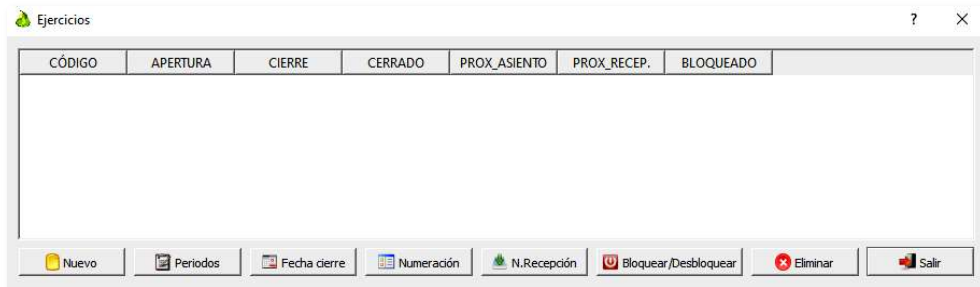 Ejercicios ?
CÓDIGO APERTURA CIERRE CERRADO PROX_ASIENTO PROX_RECEP. BLOQUEADO
Nuevo Periodos Fecha cierre Numeración N.Recepción Bloquear/Desbloquear Eliminar Salir